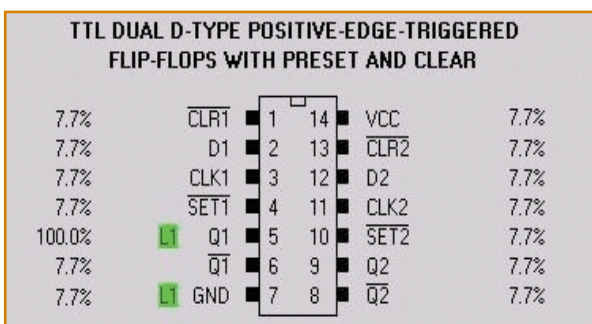 TTL DUAL D-TYPE POSITIVE-EDGE-TRIGGERED
FLIP-FLOPS WITH PRESET AND CLEAR
7.7% CLR1 1 14 VCC 7.7%
7.7% D1 2 13 CLR2 7.7%
7.7% CLK1 3 12 D2 7.7%
7.7% SET1 4 11 CLK2 7.7%
100.0% L1 Q1 5 10 SET2 7.7%
7.7% Q1 6 9 Q2 7.7%
7.7% L1 GND 7 8 Q2 7.7%